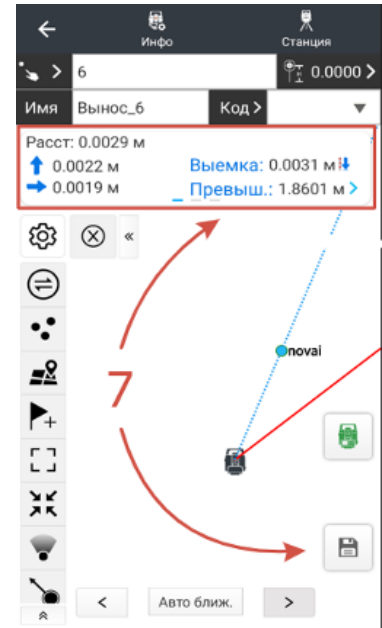 Инфо
Станция
6
0.0000
Имя
Вынос_6
Код
Расст: 0.0029 м
0.0022 м
Выемка: 0.0031 м
0.0019 м
Превыш.: 1.8601 м
novai
7
Авто ближ.